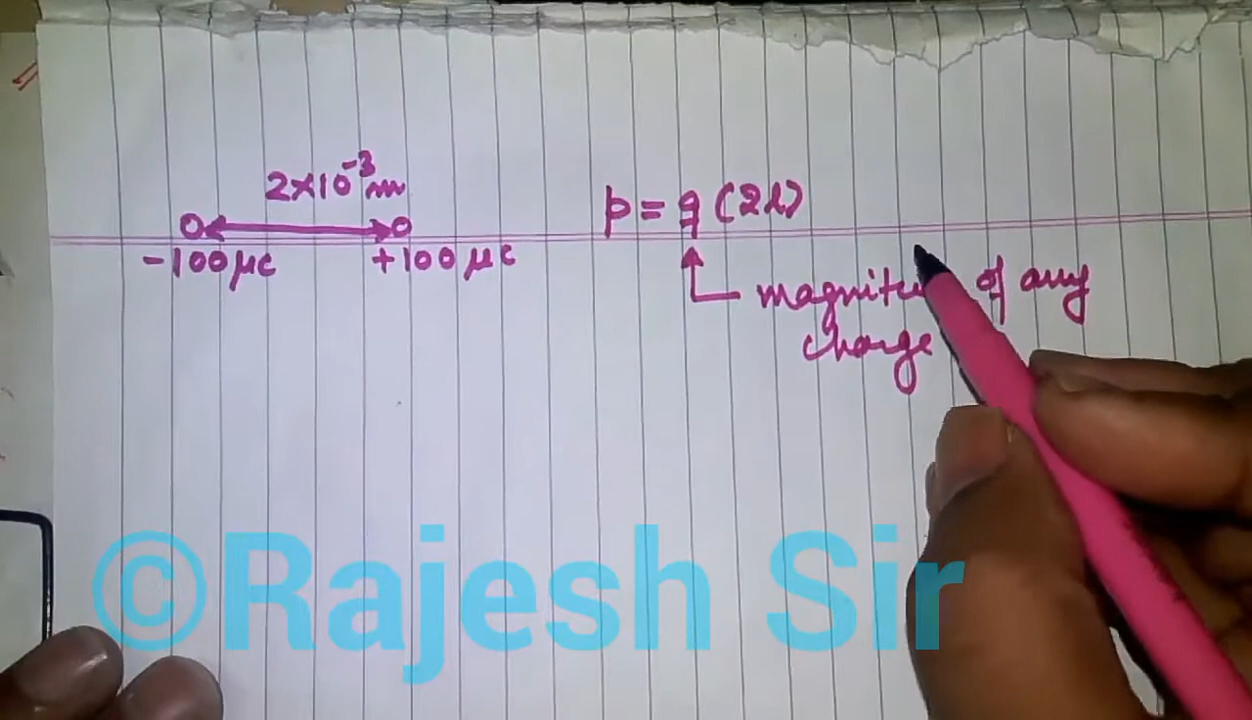 2×10⁻³m
-100μc
+100μc
p = q (2l)
magnitu of any
charge
©Rajesh Sir